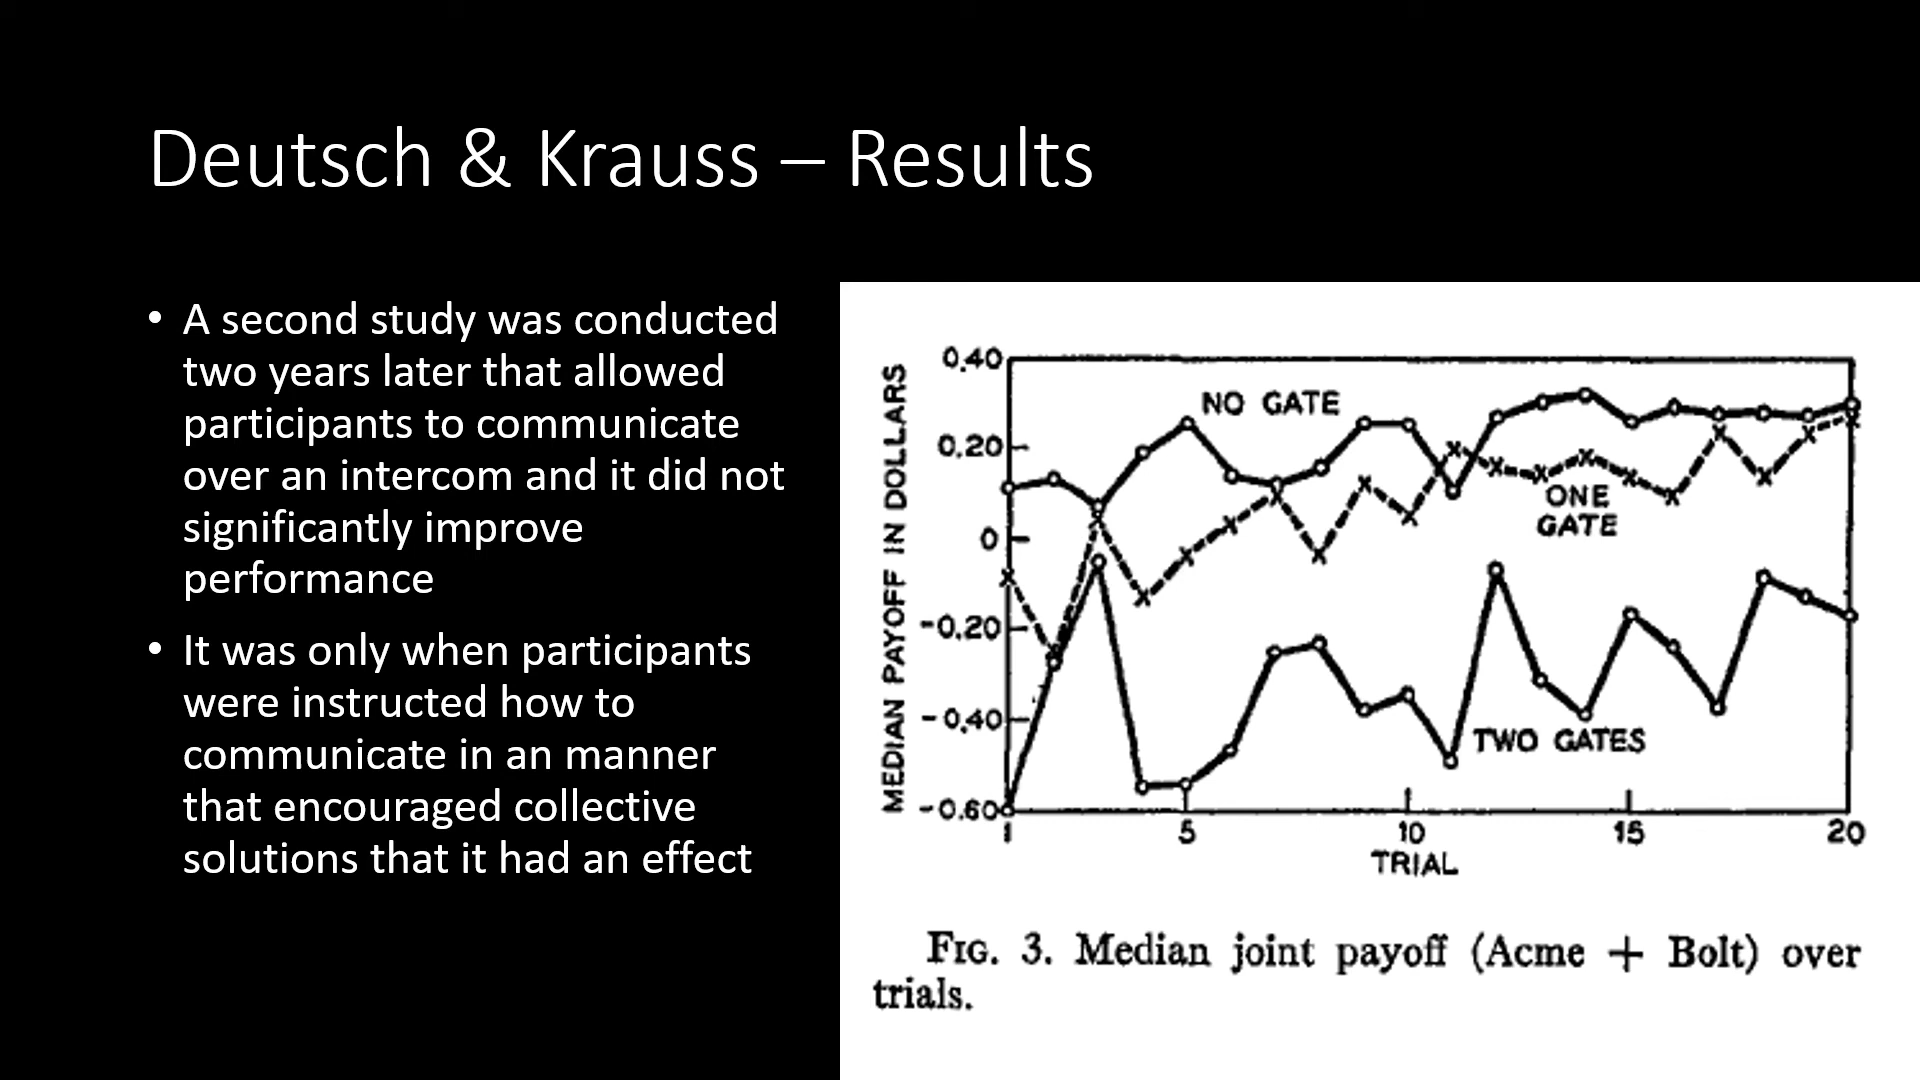 Deutsch & Krauss – Results
• A second study was conducted
two years later that allowed
participants to communicate
over an intercom and it did not
significantly improve
performance
• It was only when participants
were instructed how to
communicate in an manner
that encouraged collective
solutions that it had an effect
MEDIAN PAYOFF IN DOLLARS
0.40
0.20
0
-0.20
-0.40
-0.60
NO GATE
ONE
GATE
TWO GATES
1 5 10 15 20
TRIAL
FIG. 3. Median joint payoff (Acme + Bolt) over
trials.